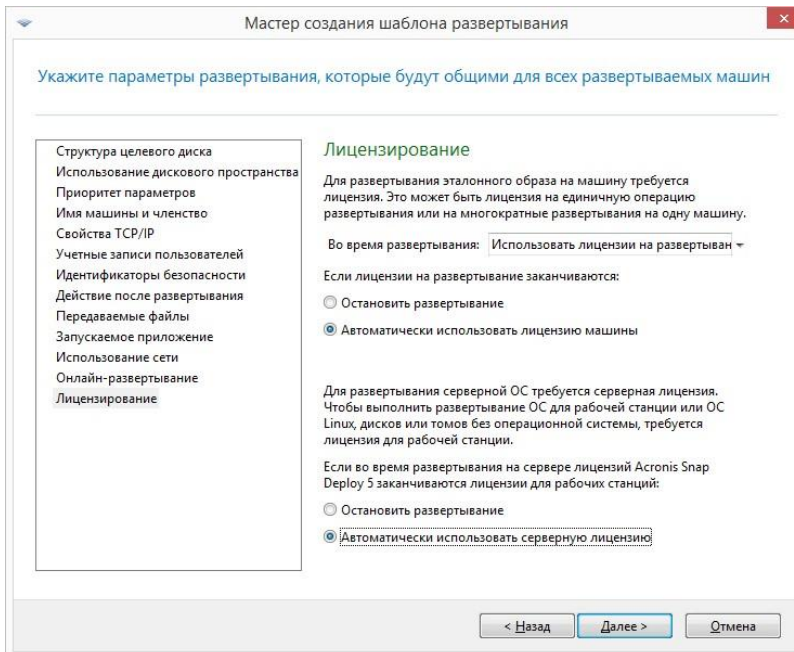 Мастер создания шаблона развертывания
Укажите параметры развертывания, которые будут общими для всех развертываемых машин
Структура целевого диска
Использование дискового пространства
Приоритет параметров
Имя машины и членство
Свойства TCP/IP
Учетные записи пользователей
Идентификаторы безопасности
Действие после развертывания
Передаваемые файлы
Запускаемое приложение
Использование сети
Онлайн-развертывание
Лицензирование
Лицензирование
Для развертывания эталонного образа на машину требуется
лицензия. Это может быть лицензия на единичную операцию
развертывания или на многократные развертывания на одну машину.
Во время развертывания: Использовать лицензии на развертыван
Если лицензии на развертывание заканчиваются:
Остановить развертывание
Автоматически использовать лицензию машины
Для развертывания серверной ОС требуется серверная лицензия.
Чтобы выполнить развертывание ОС для рабочей станции или ОС
Linux, дисков или томов без операционной системы, требуется
лицензия для рабочей станции.
Если во время развертывания на сервере лицензий Acronis Snap
Deploy 5 заканчиваются лицензии для рабочих станций:
Остановить развертывание
Автоматически использовать серверную лицензию
< Назад Далее > Отмена